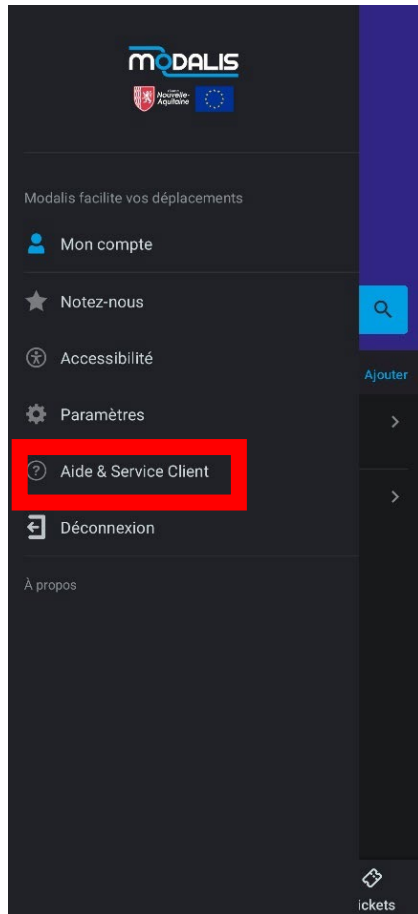 MODALIS
RÉGION
Nouvelle-
Aquitaine
Modalis facilite vos déplacements
Mon compte
Notez-nous
Accessibilité
Ajouter
Paramètres
Aide & Service Client
Déconnexion
À propos
ickets